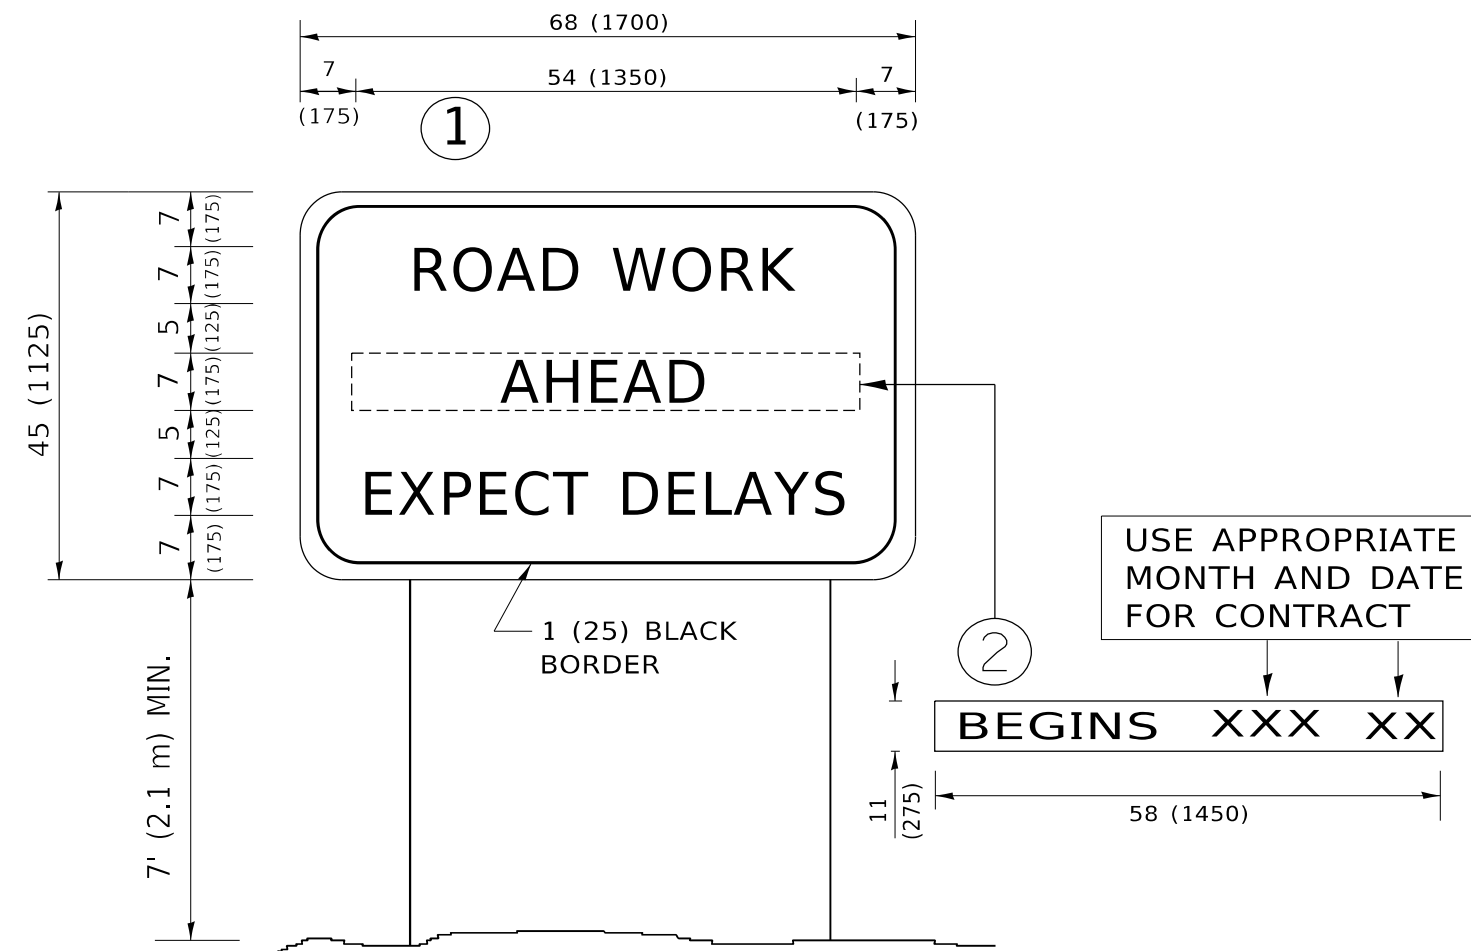 68 (1700)
7
54 (1350)
7
(175)
(175)
1
7
(175)
7
(175)
5
(125)
7
(175)
5
(125)
7
(175)
7
(175)
45 (1125)
ROAD WORK
AHEAD
EXPECT DELAYS
1 (25) BLACK
BORDER
7' (2.1 m) MIN.
USE APPROPRIATE
MONTH AND DATE
FOR CONTRACT
2
BEGINS XXX XX
11
(275)
58 (1450)